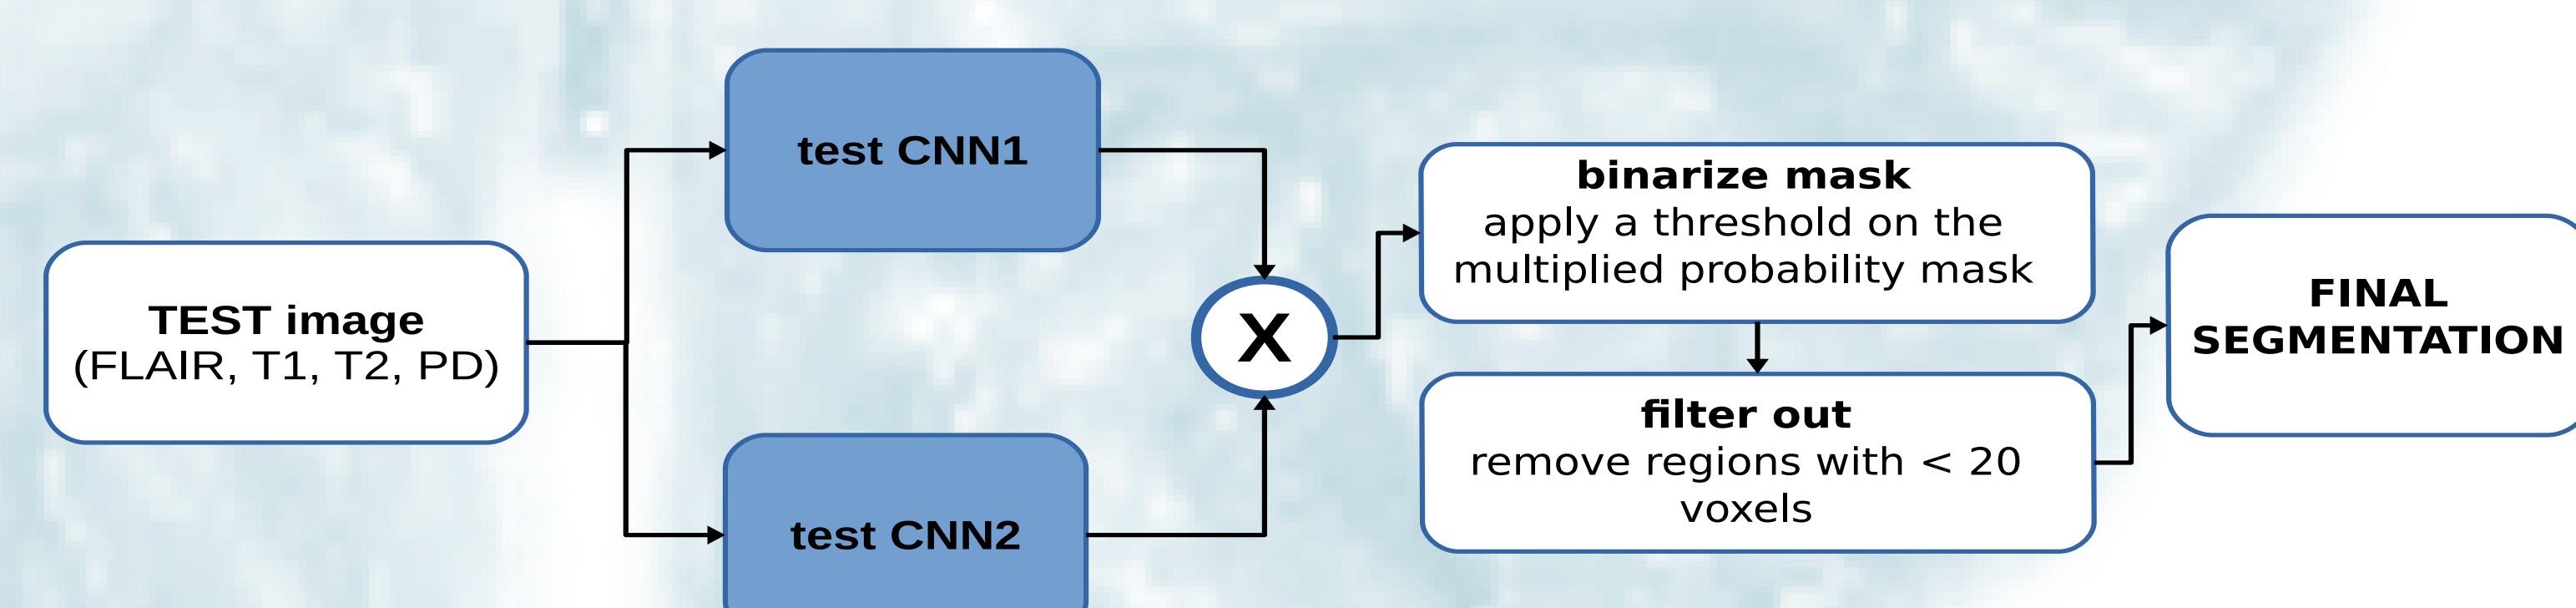 TEST image
(FLAIR, T1, T2, PD)
test CNN1
test CNN2
X
binarize mask
apply a threshold on the
multiplied probability mask
filter out
remove regions with < 20
voxels
FINAL
SEGMENTATION